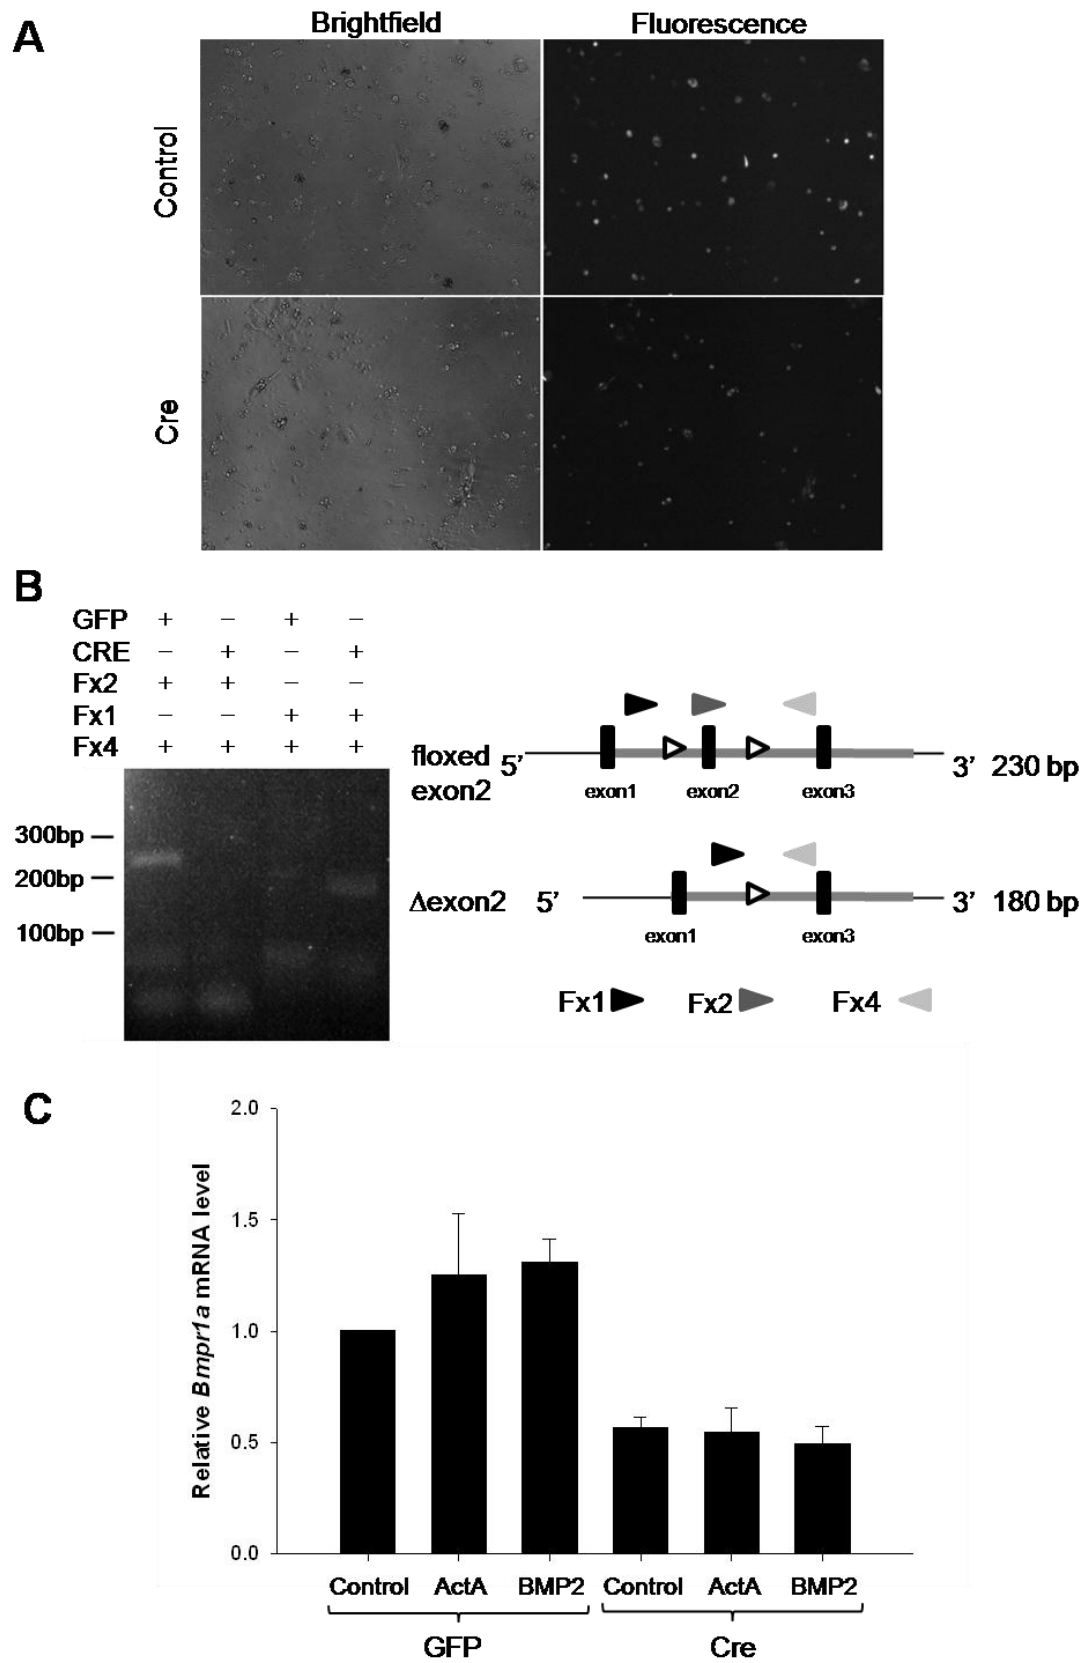 A
Brightfield Fluorescence
Control
Cre
B
GFP + − + −
CRE − + − +
Fx2 + + − −
Fx1 − − + +
Fx4 + + + +
300bp
200bp
100bp
floxed exon2 5’ 3’ 230 bp
exon1 exon2 exon3
Δexon2 5’ 3’ 180 bp
exon1 exon3
Fx1 Fx2 Fx4
C
Relative Bmpr1a mRNA level
2.0
1.5
1.0
0.5
0.0
Control ActA BMP2 Control ActA BMP2
GFP Cre